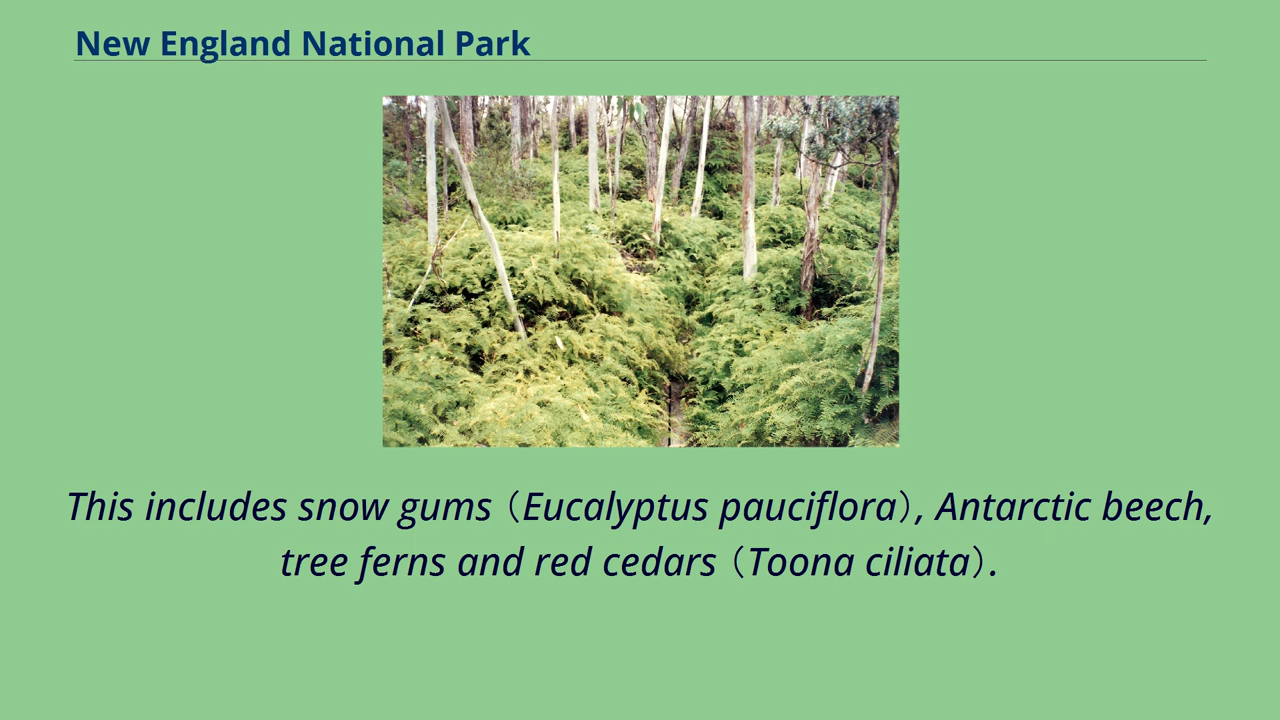 New England National Park
This includes snow gums (Eucalyptus pauciflora), Antarctic beech,
tree ferns and red cedars (Toona ciliata).